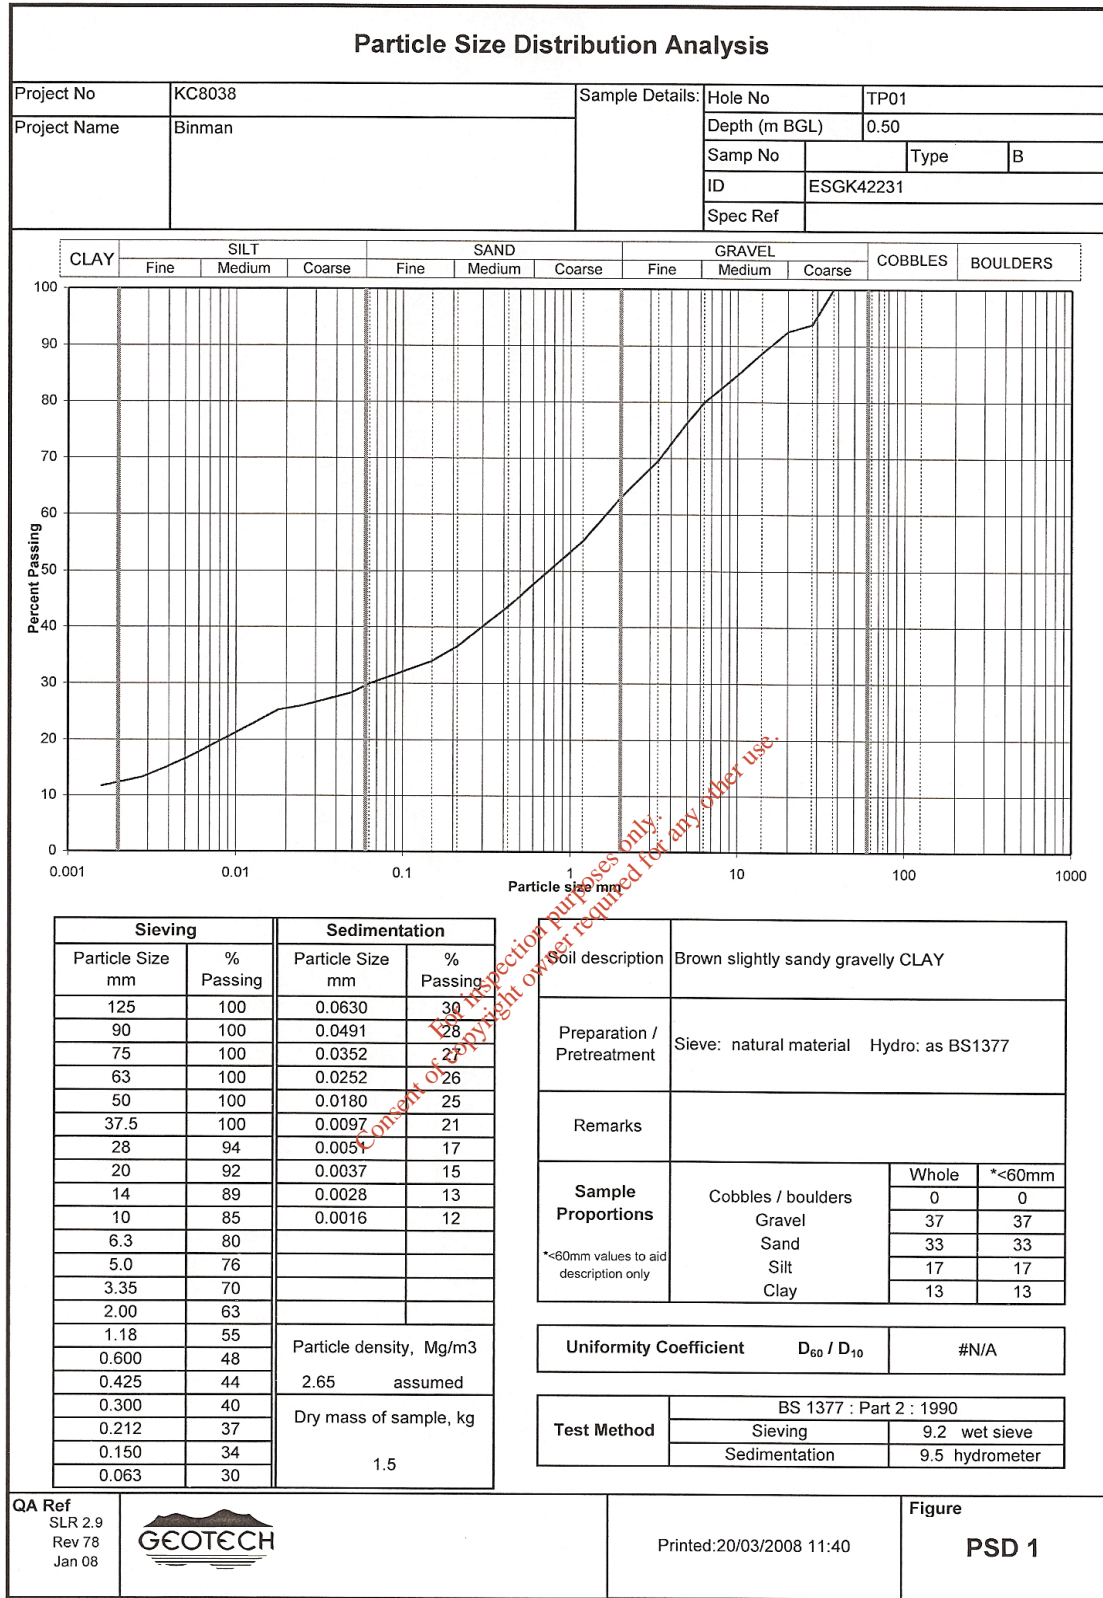 Particle Size Distribution Analysis
Project No KC8038
Project Name Binman
Sample Details:
Hole No TP01
Depth (m BGL) 0.50
Samp No Type B
ID ESGK42231
Spec Ref
CLAY SILT SAND GRAVEL COBBLES BOULDERS
Fine Medium Coarse Fine Medium Coarse Fine Medium Coarse
100
90
80
70
60
50
40
30
20
10
0
Percent Passing
0.001 0.01 0.1 1 10 100 1000
Particle size mm
For inspection purposes only.
Consent of copyright owner required for any other use.
Sieving Sedimentation
Particle Size mm % Passing Particle Size mm % Passing
125 100 0.0630 30
90 100 0.0491 28
75 100 0.0352 27
63 100 0.0252 26
50 100 0.0180 25
37.5 100 0.0097 21
28 94 0.0051 17
20 92 0.0037 15
14 89 0.0028 13
10 85 0.0016 12
6.3 80
5.0 76
3.35 70
2.00 63
1.18 55
0.600 48
0.425 44
0.300 40
0.212 37
0.150 34
0.063 30
Particle density, Mg/m3
2.65 assumed
Dry mass of sample, kg
1.5
Soil description Brown slightly sandy gravelly CLAY
Preparation / Pretreatment Sieve: natural material Hydro: as BS1377
Remarks
Sample Proportions
*<60mm values to aid description only
Whole *<60mm
Cobbles / boulders 0 0
Gravel 37 37
Sand 33 33
Silt 17 17
Clay 13 13
Uniformity Coefficient D60 / D10 #N/A
Test Method
BS 1377 : Part 2 : 1990
Sieving 9.2 wet sieve
Sedimentation 9.5 hydrometer
QA Ref
SLR 2.9
Rev 78
Jan 08
GEOTECH
Printed:20/03/2008 11:40
Figure
PSD 1